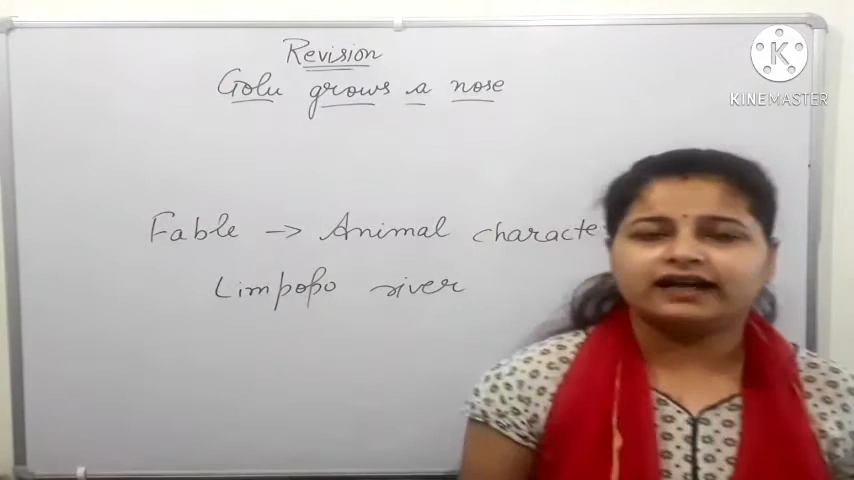 Revision
Golu grows a nose
Fable → Animal characte
Limpopo river
K
KINEMASTER